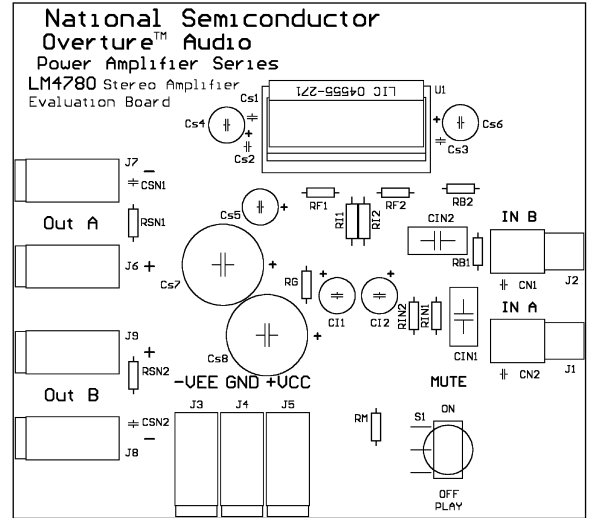 National Semiconductor
Overture™ Audio
Power Amplifier Series
LM4780 Stereo Amplifier
Evaluation Board
LIC 04555-271
U1
Cs1
Cs4
Cs6
Cs2
Cs3
J7
-
CSN1
RSN1
Out A
J6 +
Cs5
Cs7
RF1
RI1
RI2
RF2
RB2
CIN2
IN B
RB1
J2
CN1
RG
CI1
CI2
RIN2
RIN1
IN A
CIN1
J1
CN2
J9
+
RSN2
Out B
CSN2
-
J8
Cs8
-VEE GND +VCC
J3 J4 J5
MUTE
RM
S1
ON
OFF
PLAY